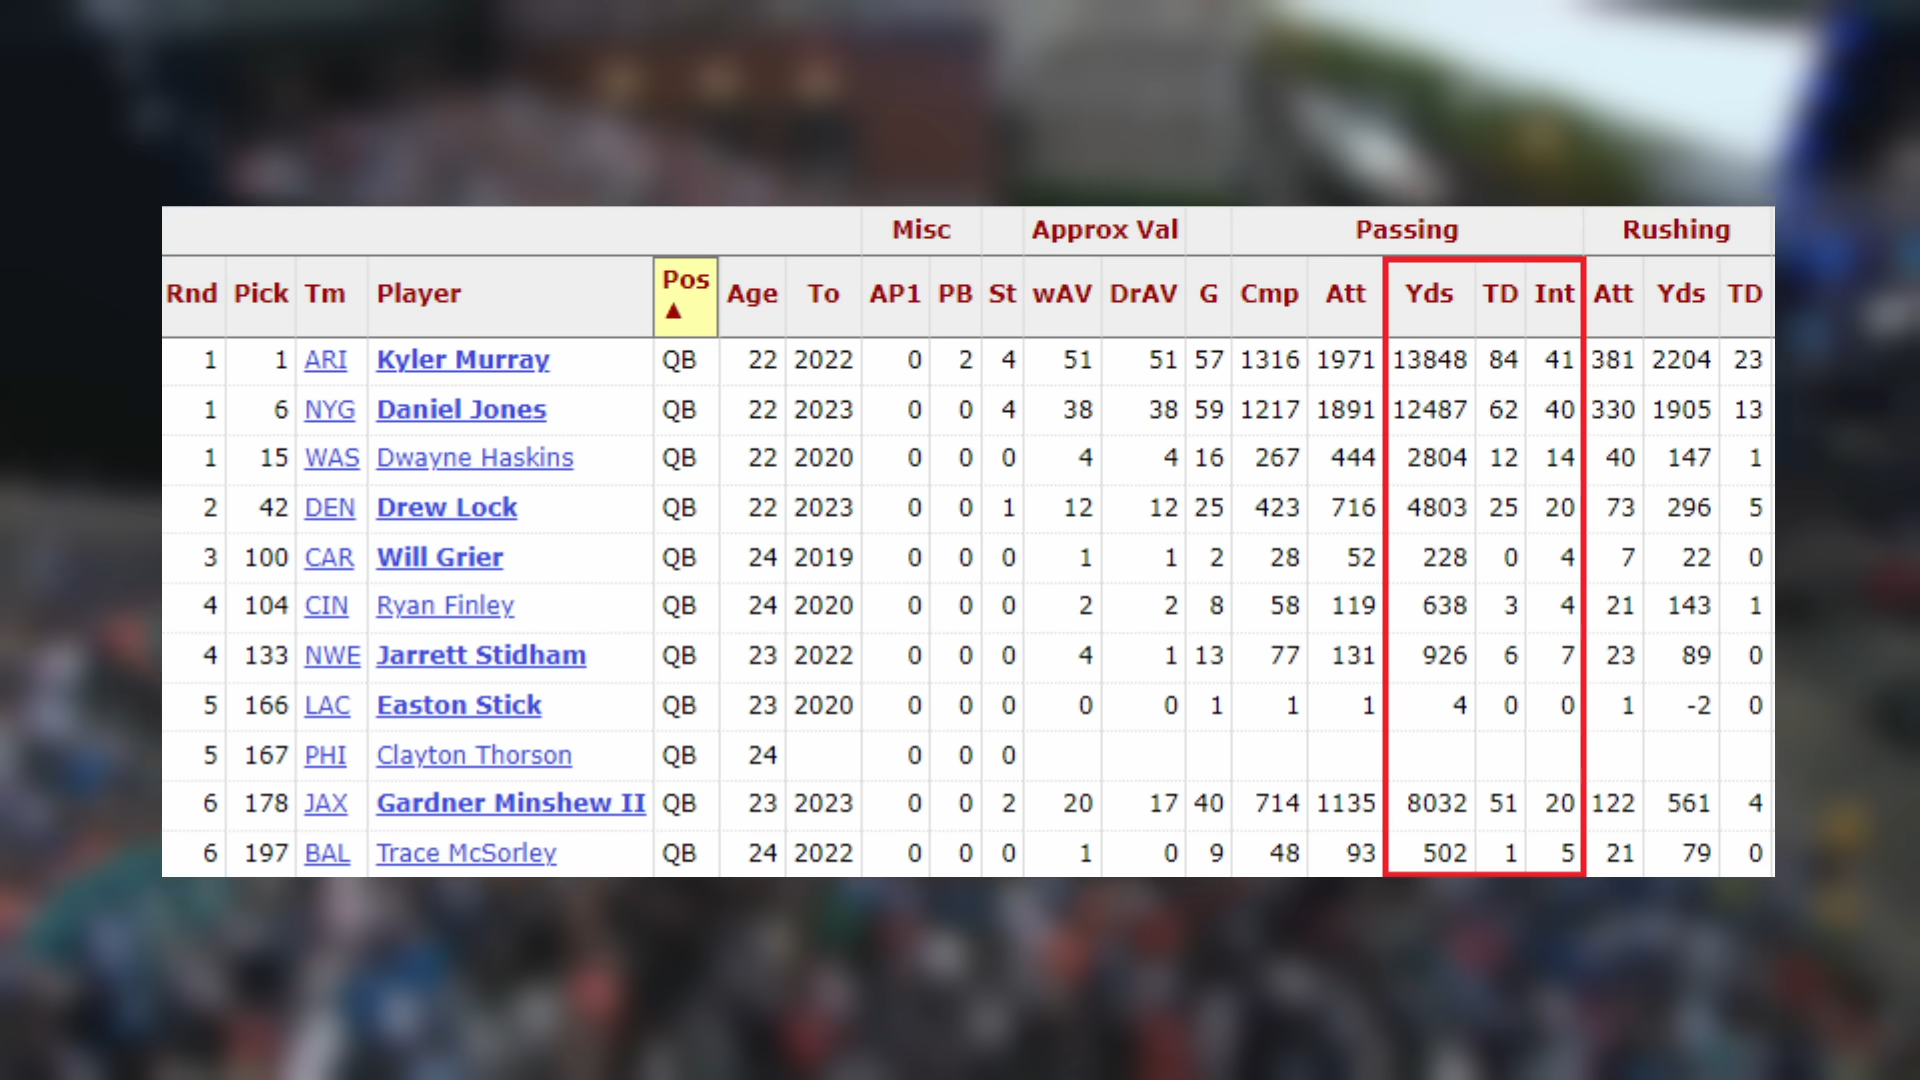 Misc Approx Val Passing Rushing
Rnd Pick Tm Player Pos ▲ Age To AP1 PB St wAV DrAV G Cmp Att Yds TD Int Att Yds TD
1 1 ARI Kyler Murray QB 22 2022 0 2 4 51 51 57 1316 1971 13848 84 41 381 2204 23
1 6 NYG Daniel Jones QB 22 2023 0 0 4 38 38 59 1217 1891 12487 62 40 330 1905 13
1 15 WAS Dwayne Haskins QB 22 2020 0 0 0 4 4 16 267 444 2804 12 14 40 147 1
2 42 DEN Drew Lock QB 22 2023 0 0 1 12 12 25 423 716 4803 25 20 73 296 5
3 100 CAR Will Grier QB 24 2019 0 0 0 1 1 2 28 52 228 0 4 7 22 0
4 104 CIN Ryan Finley QB 24 2020 0 0 0 2 2 8 58 119 638 3 4 21 143 1
4 133 NWE Jarrett Stidham QB 23 2022 0 0 0 4 1 13 77 131 926 6 7 23 89 0
5 166 LAC Easton Stick QB 23 2020 0 0 0 0 0 1 1 1 4 0 0 1 -2 0
5 167 PHI Clayton Thorson QB 24 0 0 0
6 178 JAX Gardner Minshew II QB 23 2023 0 0 2 20 17 40 714 1135 8032 51 20 122 561 4
6 197 BAL Trace McSorley QB 24 2022 0 0 0 1 0 9 48 93 502 1 5 21 79 0